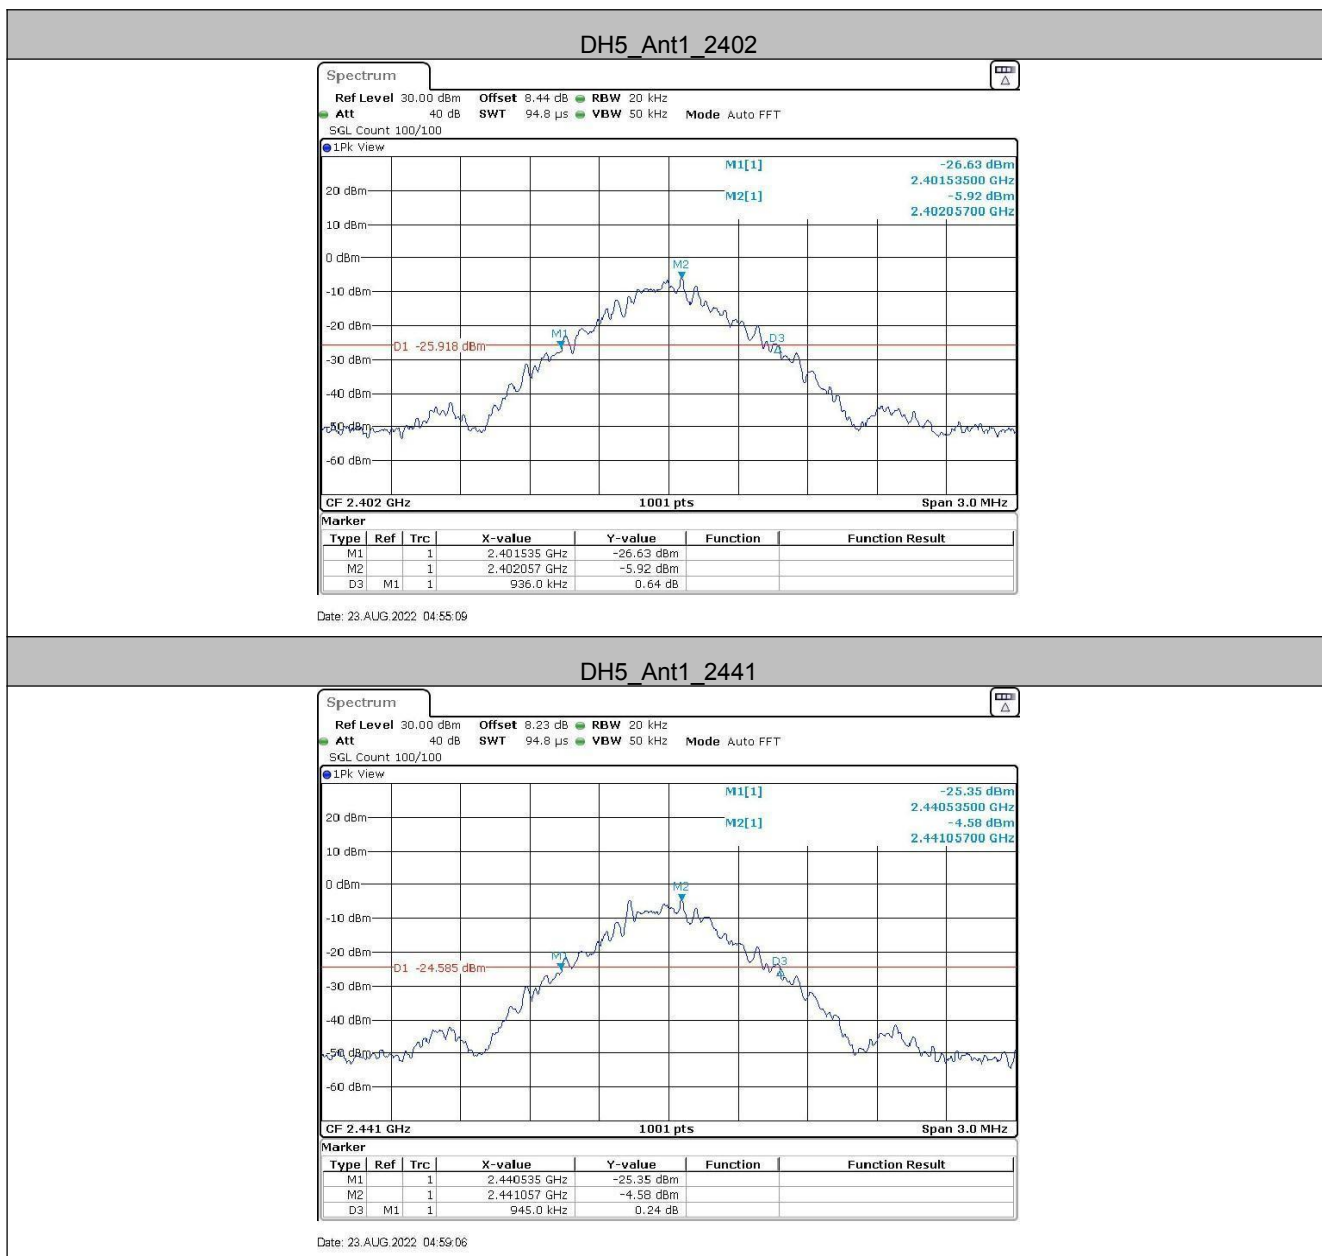 DH5_Ant1_2402
Spectrum
Ref Level 30.00 dBm Offset 8.44 dB RBW 20 kHz
Att 40 dB SWT 94.8 µs VBW 50 kHz Mode Auto FFT
SGL Count 100/100
1Pk View
M1[1] -26.63 dBm
2.40153500 GHz
M2[1] -5.92 dBm
2.40205700 GHz
20 dBm
10 dBm
0 dBm
M2
-10 dBm
-20 dBm
M1 D3
D1 -25.918 dBm
-30 dBm
-40 dBm
-50 dBm
-60 dBm
CF 2.402 GHz 1001 pts Span 3.0 MHz
Marker
Type Ref Trc X-value Y-value Function Function Result
M1 1 2.401535 GHz -26.63 dBm
M2 1 2.402057 GHz -5.92 dBm
D3 M1 1 936.0 kHz 0.64 dB
Date: 23.AUG.2022 04:55:09
DH5_Ant1_2441
Spectrum
Ref Level 30.00 dBm Offset 8.23 dB RBW 20 kHz
Att 40 dB SWT 94.8 µs VBW 50 kHz Mode Auto FFT
SGL Count 100/100
1Pk View
M1[1] -25.35 dBm
2.44053500 GHz
M2[1] -4.58 dBm
2.44105700 GHz
20 dBm
10 dBm
0 dBm
M2
-10 dBm
-20 dBm
M1 D3
D1 -24.585 dBm
-30 dBm
-40 dBm
-50 dBm
-60 dBm
CF 2.441 GHz 1001 pts Span 3.0 MHz
Marker
Type Ref Trc X-value Y-value Function Function Result
M1 1 2.440535 GHz -25.35 dBm
M2 1 2.441057 GHz -4.58 dBm
D3 M1 1 945.0 kHz 0.24 dB
Date: 23.AUG.2022 04:59:06